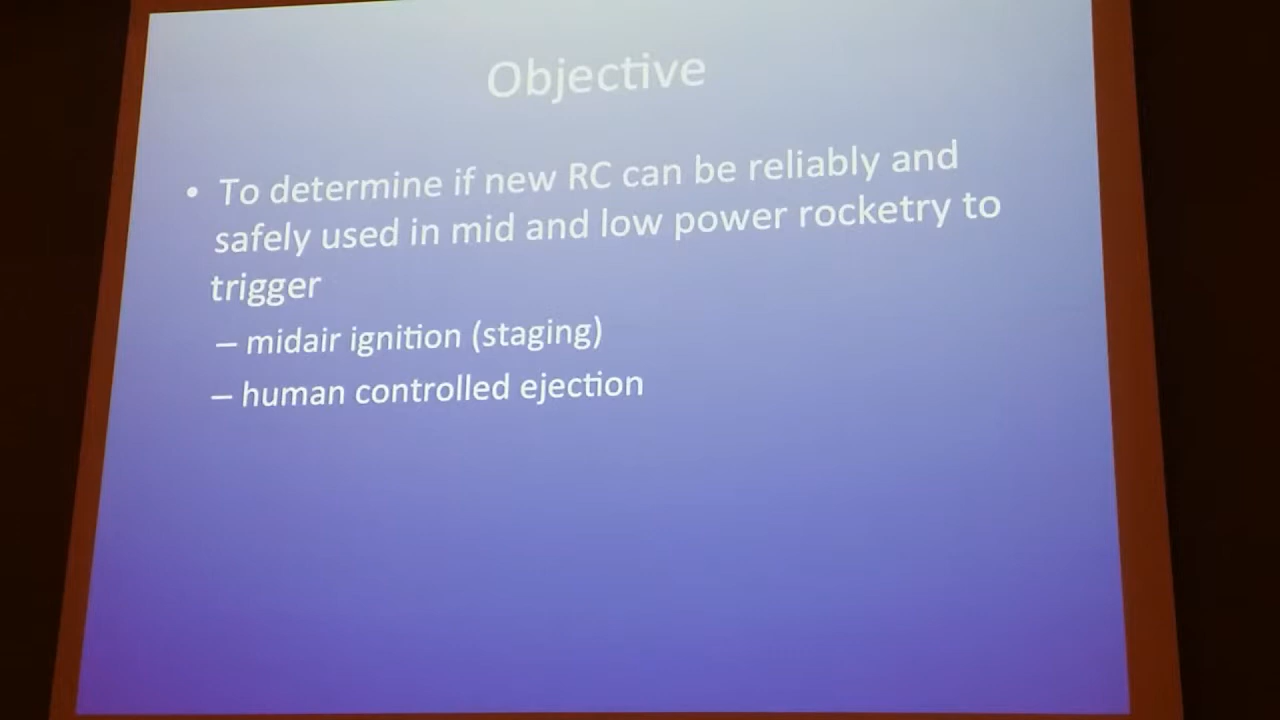 Objective
• To determine if new RC can be reliably and
safely used in mid and low power rocketry to
trigger
– midair ignition (staging)
– human controlled ejection